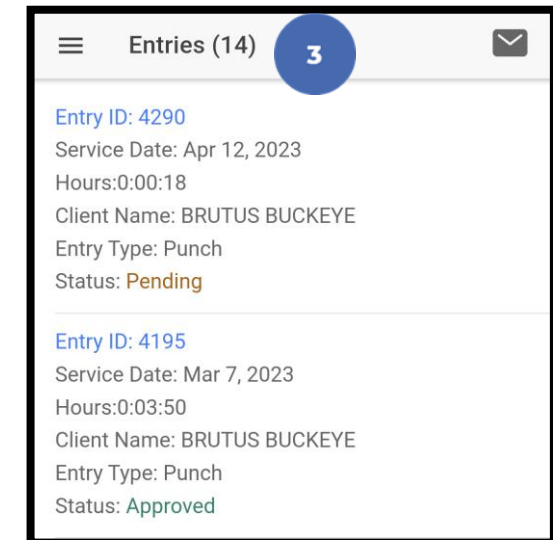 Entries (14) 3
Entry ID: 4290
Service Date: Apr 12, 2023
Hours:0:00:18
Client Name: BRUTUS BUCKEYE
Entry Type: Punch
Status: Pending
Entry ID: 4195
Service Date: Mar 7, 2023
Hours:0:03:50
Client Name: BRUTUS BUCKEYE
Entry Type: Punch
Status: Approved